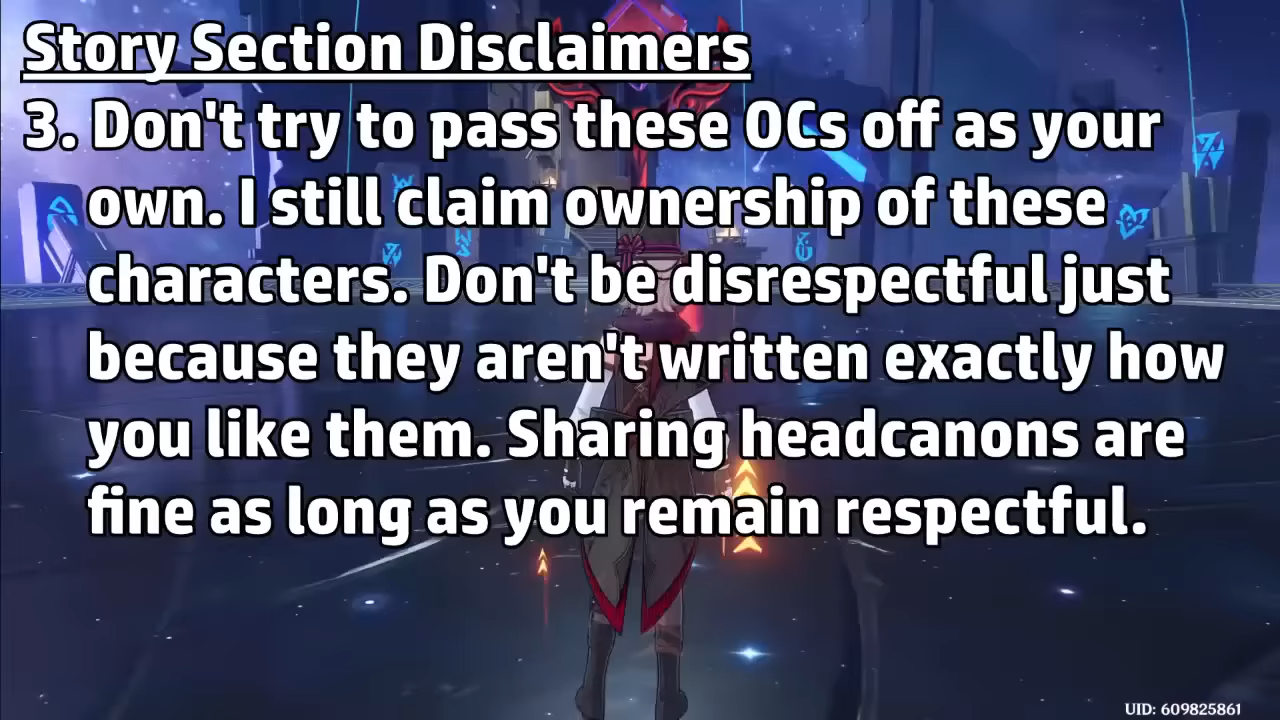 Story Section Disclaimers
3. Don't try to pass these OCs off as your
own. I still claim ownership of these
characters. Don't be disrespectful just
because they aren't written exactly how
you like them. Sharing headcanons are
fine as long as you remain respectful.
UID: 609825861